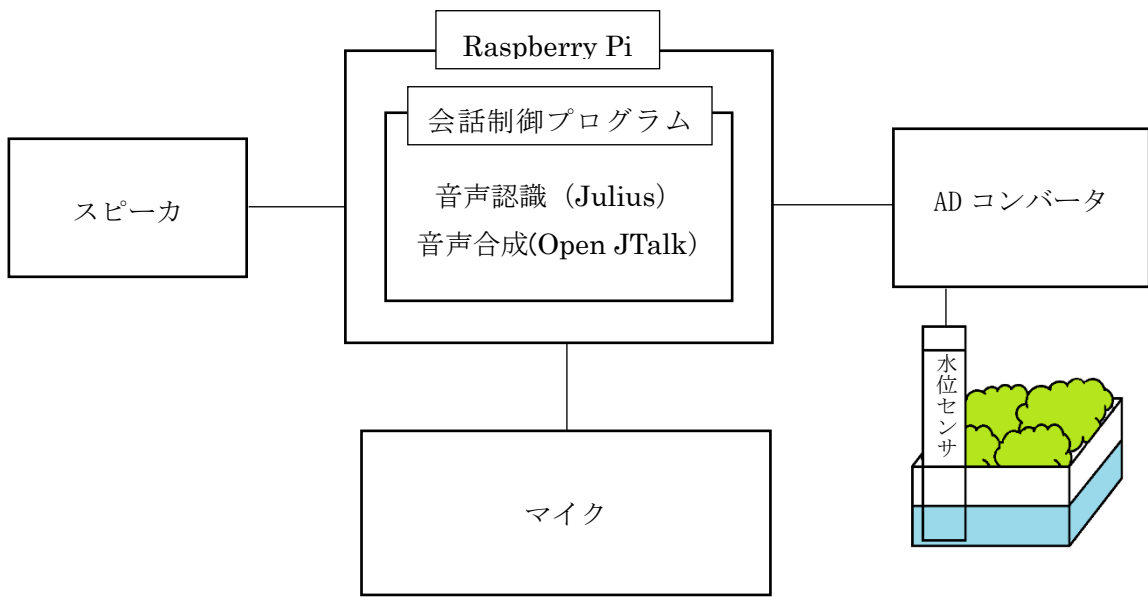 Raspberry Pi
会話制御プログラム
音声認識（Julius）
音声合成(Open JTalk）
スピーカ
AD コンバータ
水位センサ
マイク